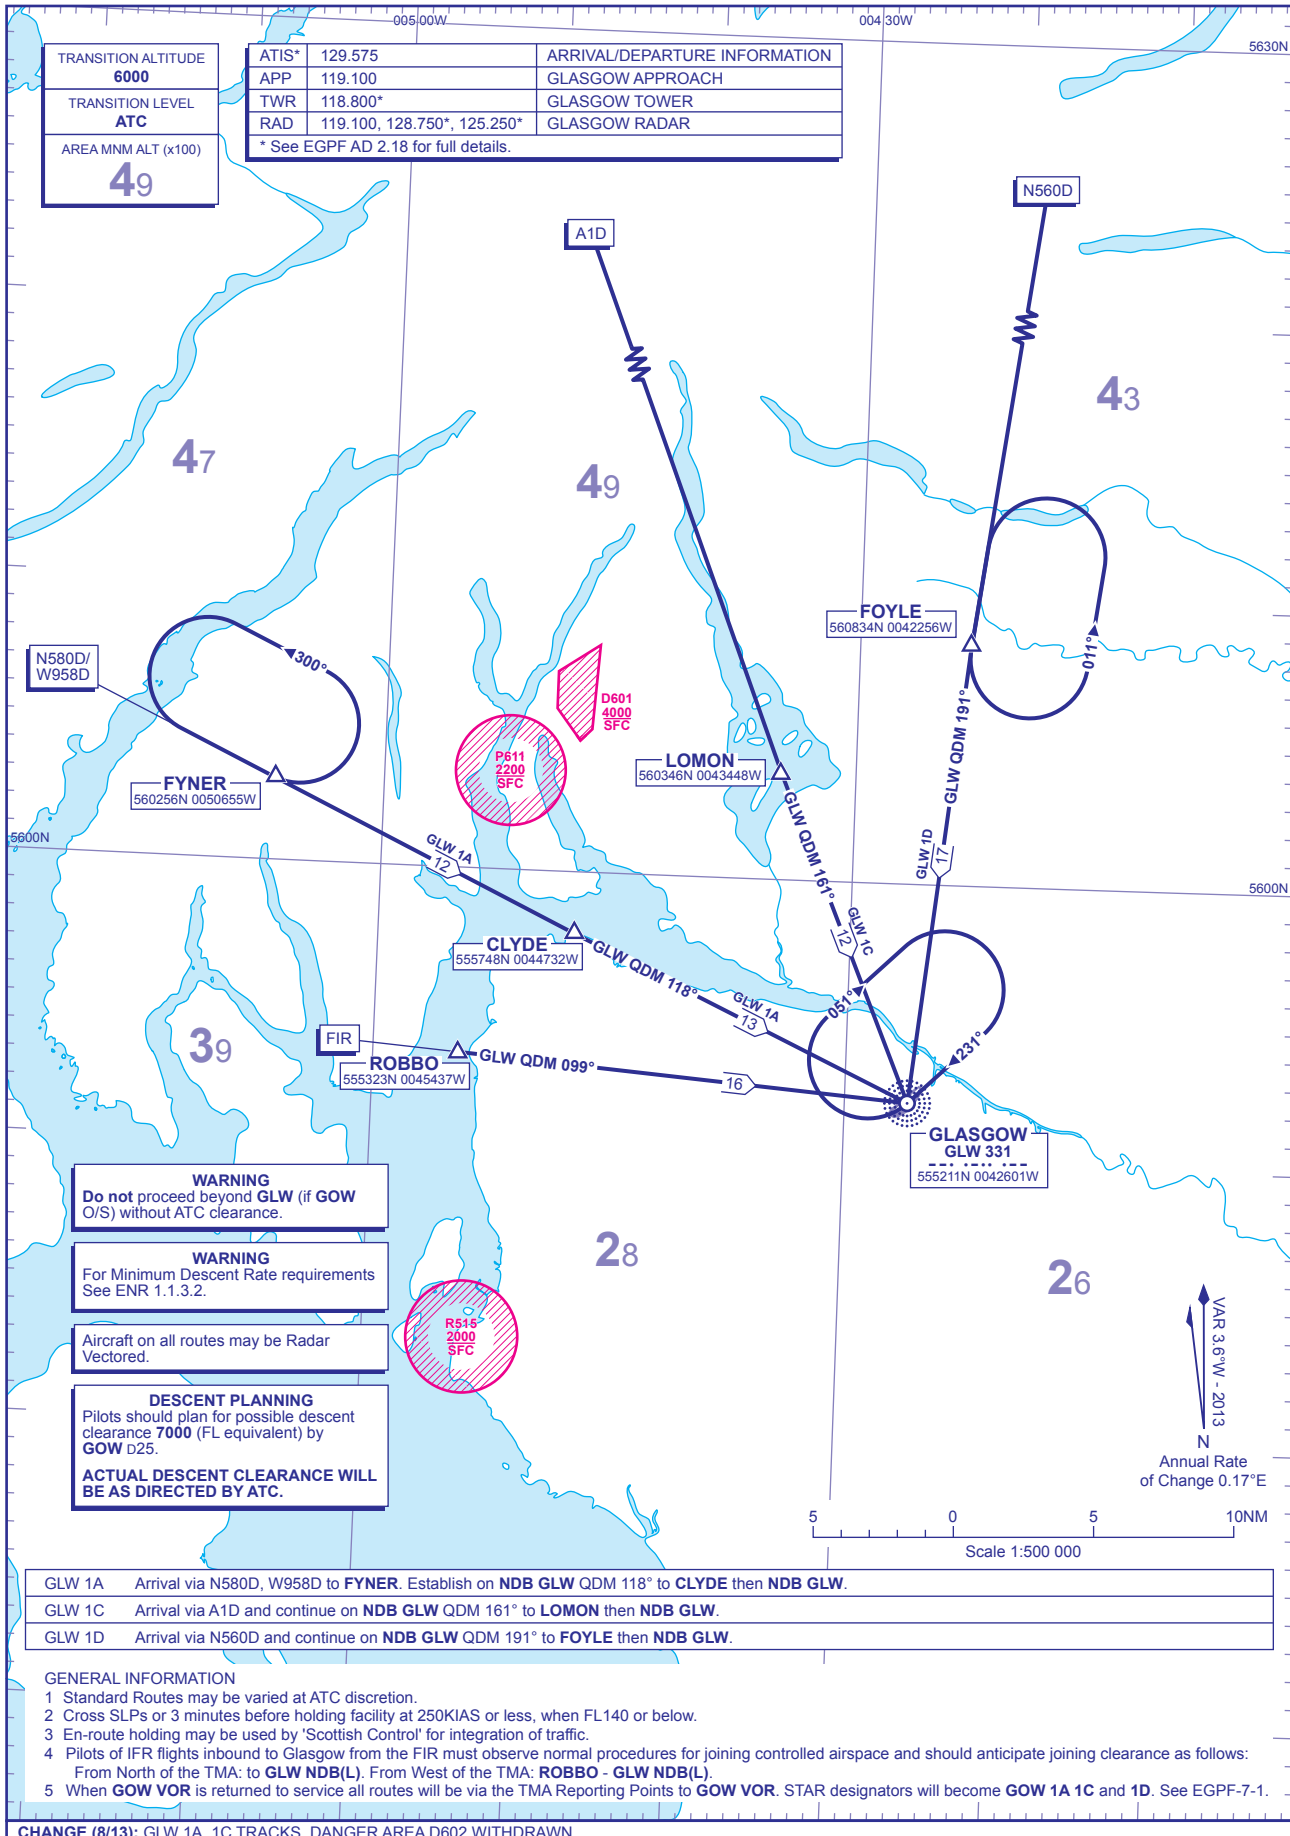 005 00W
004 30W
5630N
TRANSITION ALTITUDE
6000
TRANSITION LEVEL
ATC
AREA MNM ALT (x100)
49
ATIS* 129.575 ARRIVAL/DEPARTURE INFORMATION
APP 119.100 GLASGOW APPROACH
TWR 118.800* GLASGOW TOWER
RAD 119.100, 128.750*, 125.250* GLASGOW RADAR
* See EGPF AD 2.18 for full details.
N560D
A1D
43
47
49
FOYLE
560834N 0042256W
011°
N580D/
W958D
300°
D601
4000
SFC
GLW QDM 191°
P611
2200
SFC
LOMON
560346N 0043448W
FYNER
560256N 0050655W
GLW QDM 161°
5600N
GLW 1A
12
GLW 1D
17
5600N
GLW 1C
12
CLYDE
555748N 0044732W
GLW QDM 118°
GLW 1A
13
051°
231°
39
FIR
ROBBO
555323N 0045437W
GLW QDM 099°
16
GLASGOW
GLW 331
555211N 0042601W
WARNING
Do not proceed beyond GLW (if GOW
O/S) without ATC clearance.
WARNING
For Minimum Descent Rate requirements
See ENR 1.1.3.2.
28
26
R515
2000
SFC
Aircraft on all routes may be Radar
Vectored.
DESCENT PLANNING
Pilots should plan for possible descent
clearance 7000 (FL equivalent) by
GOW D25.
ACTUAL DESCENT CLEARANCE WILL
BE AS DIRECTED BY ATC.
VAR 3.6°W - 2013
N
Annual Rate
of Change 0.17°E
5 0 5 10NM
Scale 1:500 000
GLW 1A Arrival via N580D, W958D to FYNER. Establish on NDB GLW QDM 118° to CLYDE then NDB GLW.
GLW 1C Arrival via A1D and continue on NDB GLW QDM 161° to LOMON then NDB GLW.
GLW 1D Arrival via N560D and continue on NDB GLW QDM 191° to FOYLE then NDB GLW.
GENERAL INFORMATION
1 Standard Routes may be varied at ATC discretion.
2 Cross SLPs or 3 minutes before holding facility at 250KIAS or less, when FL140 or below.
3 En-route holding may be used by 'Scottish Control' for integration of traffic.
4 Pilots of IFR flights inbound to Glasgow from the FIR must observe normal procedures for joining controlled airspace and should anticipate joining clearance as follows:
From North of the TMA: to GLW NDB(L). From West of the TMA: ROBBO - GLW NDB(L).
5 When GOW VOR is returned to service all routes will be via the TMA Reporting Points to GOW VOR. STAR designators will become GOW 1A 1C and 1D. See EGPF-7-1.
CHANGE (8/13): GLW 1A, 1C TRACKS. DANGER AREA D602 WITHDRAWN.